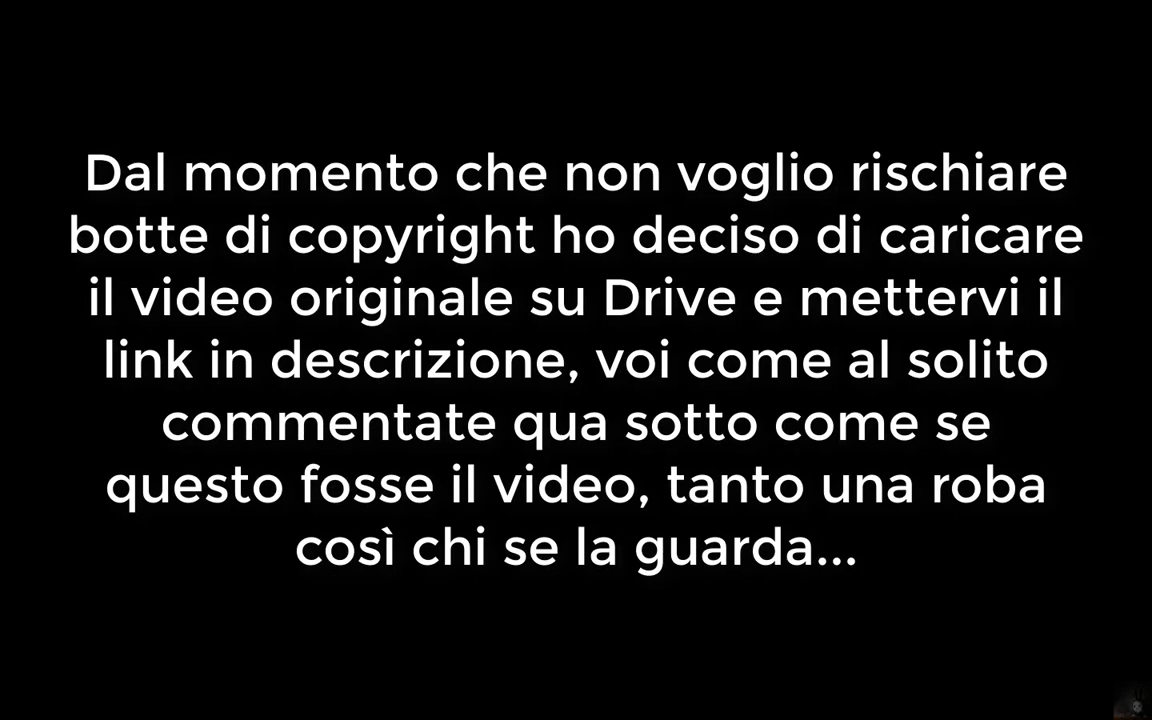 Dal momento che non voglio rischiare
botte di copyright ho deciso di caricare
il video originale su Drive e mettervi il
link in descrizione, voi come al solito
commentate qua sotto come se
questo fosse il video, tanto una roba
così chi se la guarda...